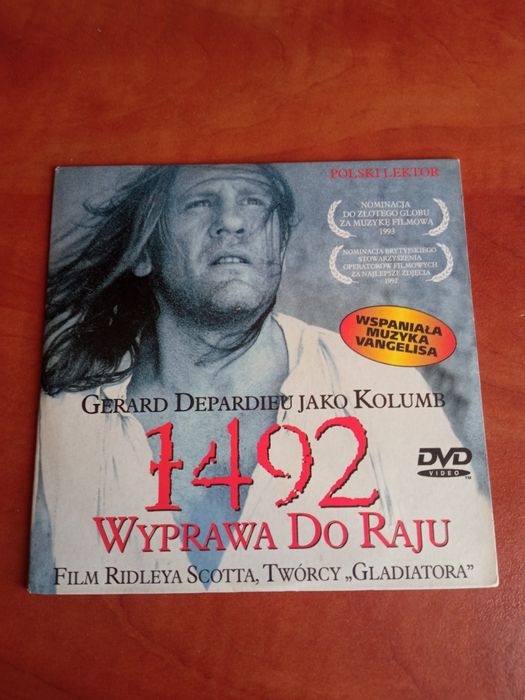 POLSKI LEKTOR
NOMINACJA
DO ZŁOTEGO GLOBU
ZA MUZYKĘ FILMOWĄ
1993
NOMINACJA BRYTYJSKIEGO
STOWARZYSZENIA
OPERATORÓW FILMOWYCH
ZA NAJLEPSZE ZDJĘCIA
1992
WSPANIAŁA
MUZYKA
VANGELISA
GERARD DEPARDIEU JAKO KOLUMB
1492
DVD
VIDEO
TM
WYPRAWA DO RAJU
FILM RIDLEYA SCOTTA, TWÓRCY „GLADIATORA”